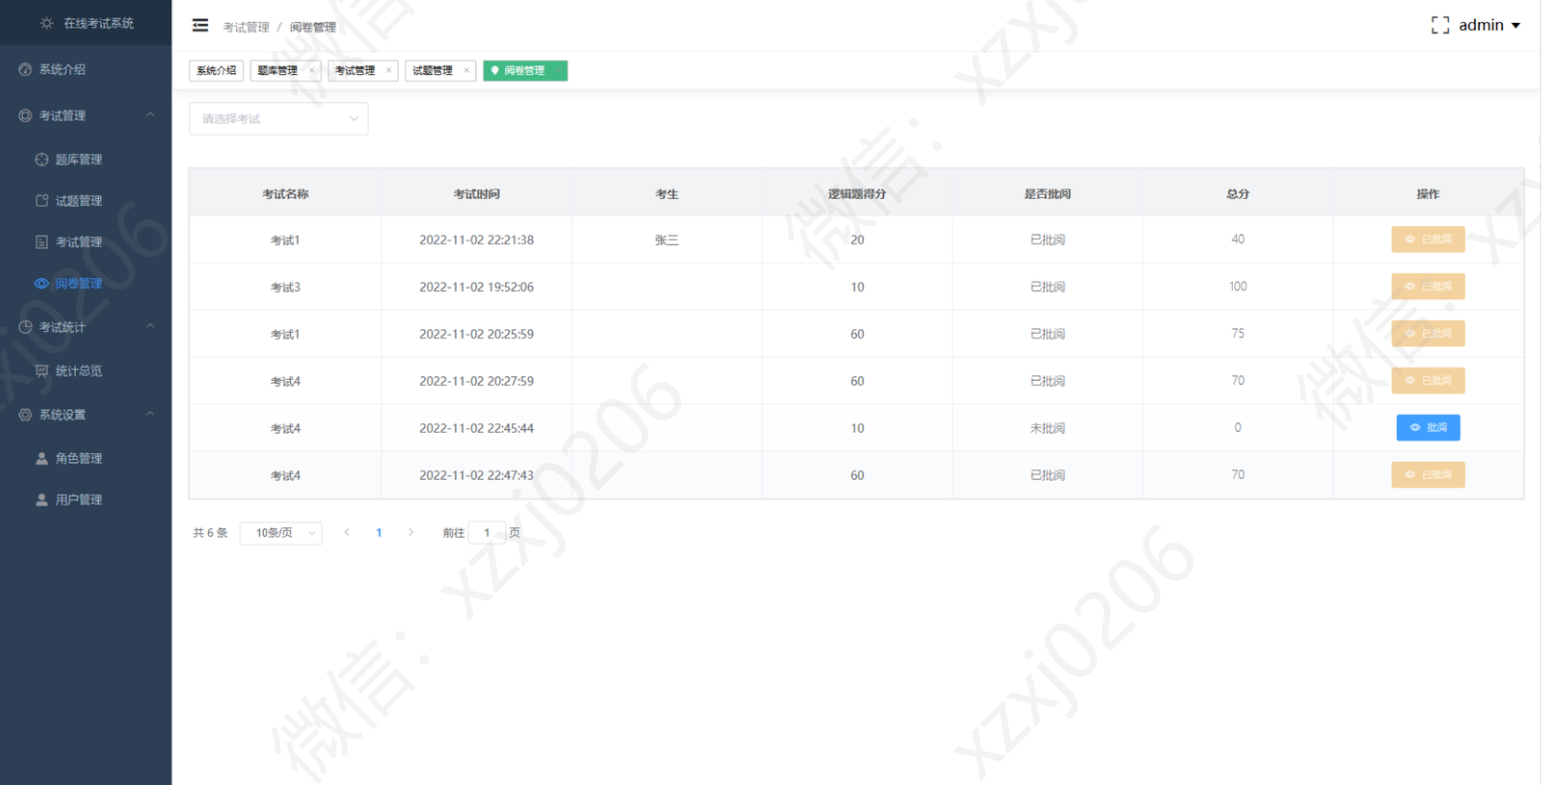 在线考试系统
考试管理 / 阅卷管理
admin
系统介绍
考试管理
题库管理
试题管理
考试管理
阅卷管理
考试统计
统计总览
系统设置
角色管理
用户管理
系统介绍 题库管理 × 考试管理 × 试题管理 × 阅卷管理
请选择考试
考试名称 考试时间 考生 逻辑题得分 是否批阅 总分 操作
考试1 2022-11-02 22:21:38 张三 20 已批阅 40 已批阅
考试3 2022-11-02 19:52:06 10 已批阅 100 已批阅
考试1 2022-11-02 20:25:59 60 已批阅 75 已批阅
考试4 2022-11-02 20:27:59 60 已批阅 70 已批阅
考试4 2022-11-02 22:45:44 10 未批阅 0 批阅
考试4 2022-11-02 22:47:43 60 已批阅 70 已批阅
共 6 条 10条/页 1 前往 1 页
微信：xzxj0206
微信：xzxj0206
微信：xzxj0206